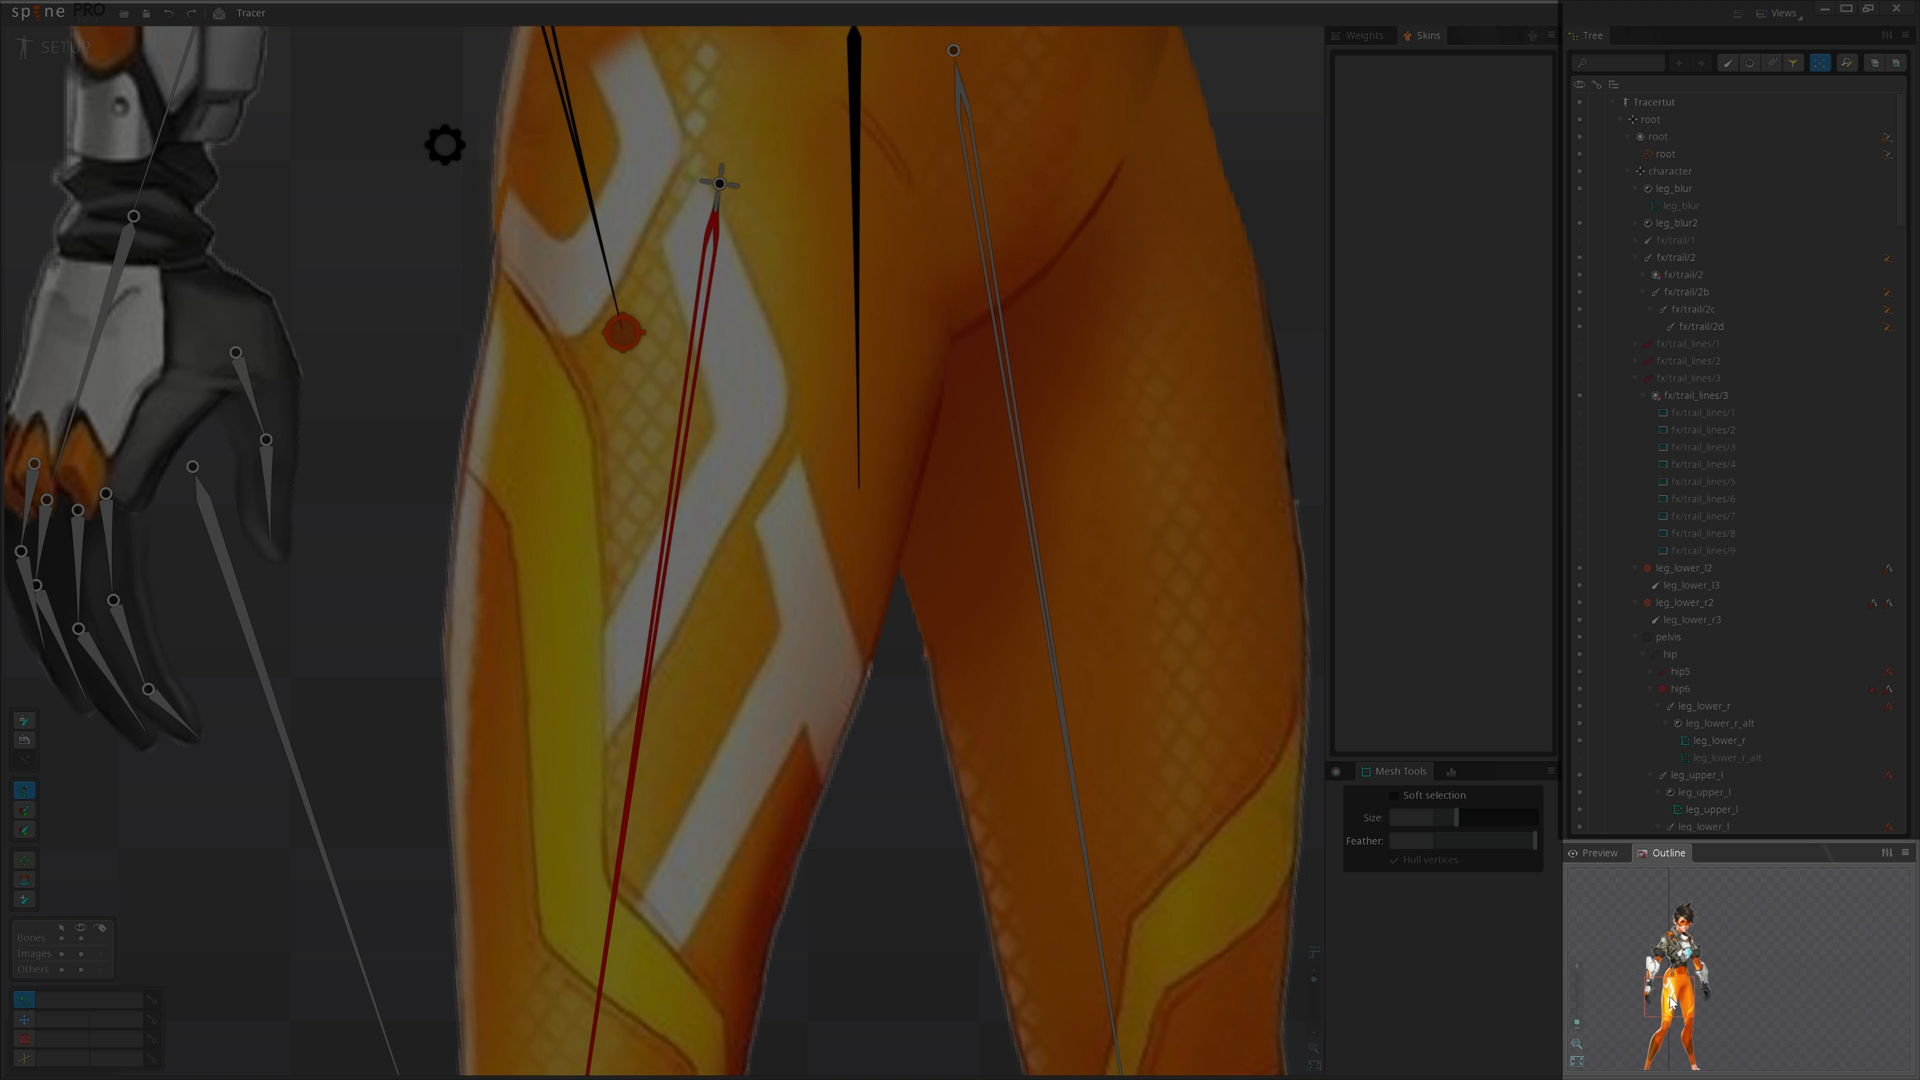 spine PRO
Tracer
Views
SETUP
Weights
Skins
Tree
Tracertut
root
root
root
character
leg_blur
leg_blur
leg_blur2
fx/trail/1
fx/trail/2
fx/trail/2
fx/trail/2b
fx/trail/2c
fx/trail/2d
fx/trail_lines/1
fx/trail_lines/2
fx/trail_lines/3
fx/trail_lines/3
fx/trail_lines/1
fx/trail_lines/2
fx/trail_lines/3
fx/trail_lines/4
fx/trail_lines/5
fx/trail_lines/6
fx/trail_lines/7
fx/trail_lines/8
fx/trail_lines/9
leg_lower_l2
leg_lower_l3
leg_lower_r2
leg_lower_r3
pelvis
hip
hip5
hip6
leg_lower_r
leg_lower_r_alt
leg_lower_r
leg_lower_r_alt
leg_upper_l
leg_upper_l
leg_upper_l
leg_lower_l
Mesh Tools
Soft selection
Size:
Feather:
Hull vertices
Preview
Outline
Bones
Images
Others